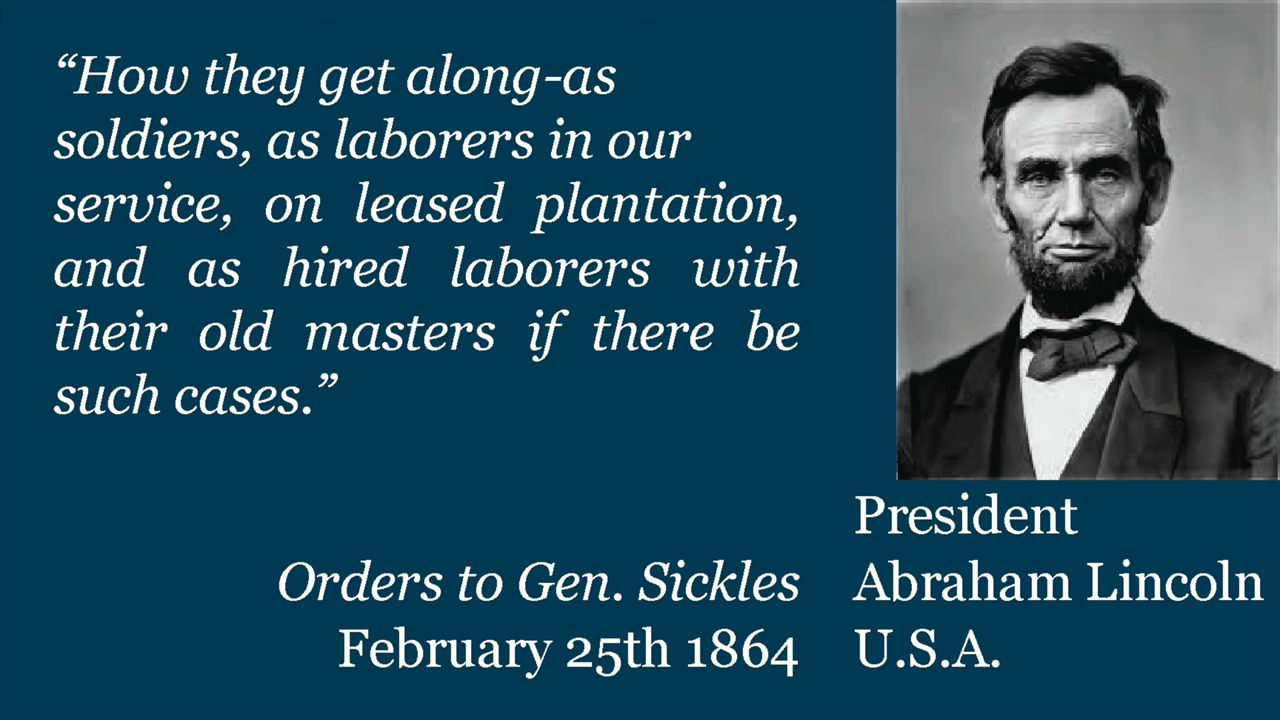 “How they get along-as
soldiers, as laborers in our
service, on leased plantation,
and as hired laborers with
their old masters if there be
such cases.”
Orders to Gen. Sickles
February 25th 1864
President
Abraham Lincoln
U.S.A.